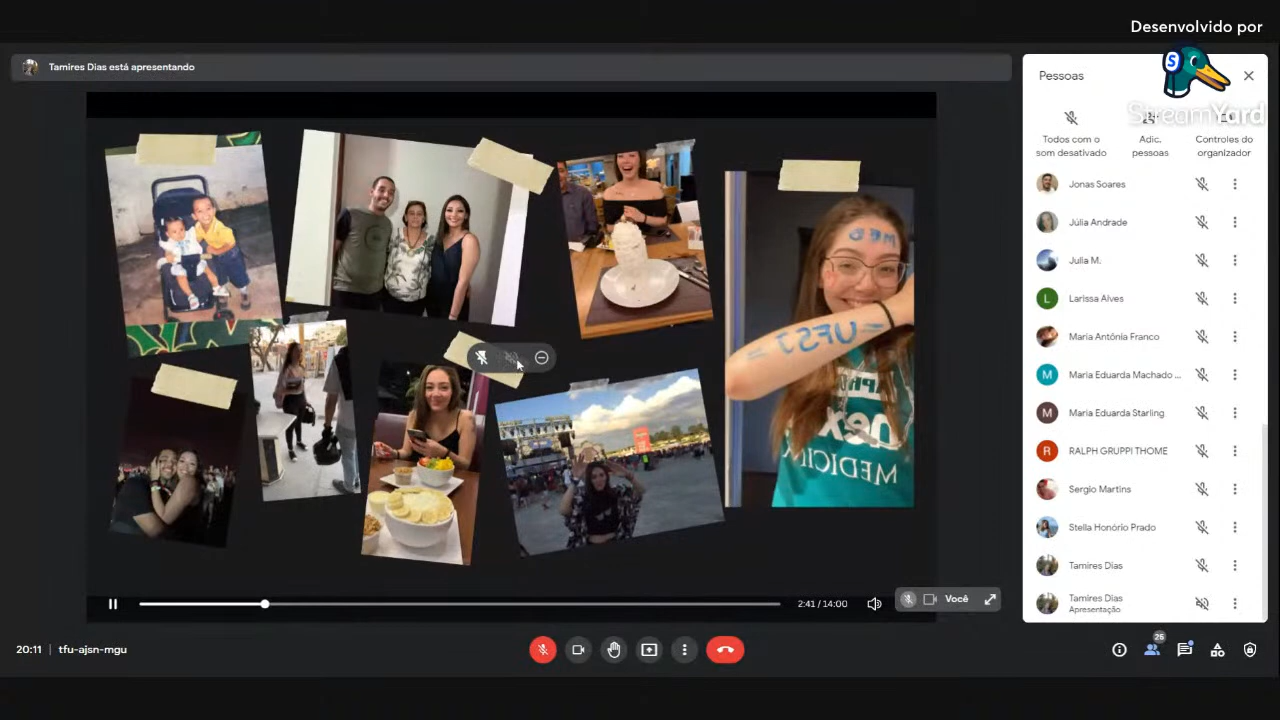 Desenvolvido por
StreamYard
Tamires Dias está apresentando
Pessoas
Todos com o
som desativado
Adic.
pessoas
Controles do
organizador
Jonas Soares
Júlia Andrade
Julia M.
Larissa Alves
Maria Antônia Franco
Maria Eduarda Machado ...
Maria Eduarda Starling
RALPH GRUPPI THOME
Sergio Martins
Stella Honório Prado
Tamires Dias
Tamires Dias
Apresentação
MED
= UFSJ =
MEDICIN
2:41 / 14:00
Você
20:11 | tfu-ajsn-mgu
25